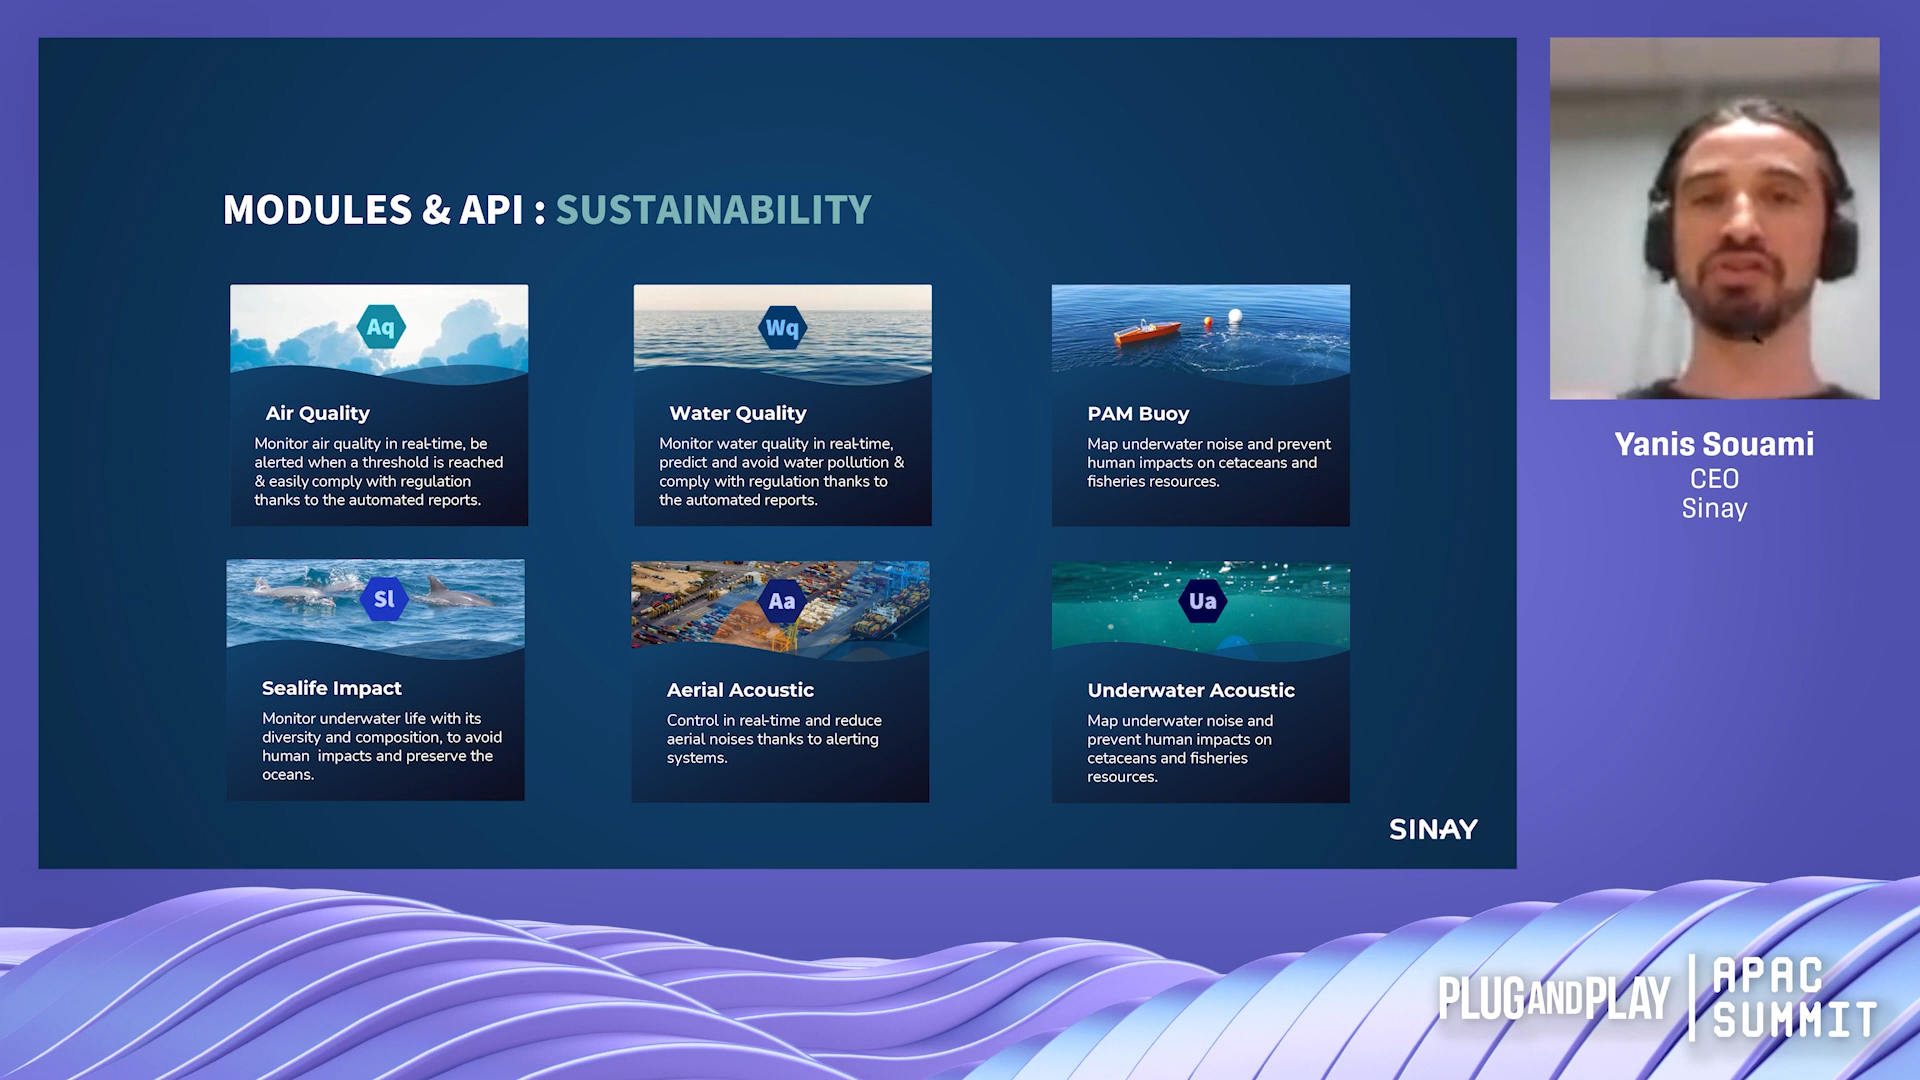 MODULES & API : SUSTAINABILITY
Aq
Air Quality
Monitor air quality in real-time, be
alerted when a threshold is reached
& easily comply with regulation
thanks to the automated reports.
Wq
Water Quality
Monitor water quality in real-time,
predict and avoid water pollution &
comply with regulation thanks to
the automated reports.
PAM Buoy
Map underwater noise and prevent
human impacts on cetaceans and
fisheries resources.
Sl
Sealife Impact
Monitor underwater life with its
diversity and composition, to avoid
human  impacts and preserve the
oceans.
Aa
Aerial Acoustic
Control in real-time and reduce
aerial noises thanks to alerting
systems.
Ua
Underwater Acoustic
Map underwater noise and
prevent human impacts on
cetaceans and fisheries
resources.
SINAY
Yanis Souami
CEO
Sinay
PLUGANDPLAY
APAC
SUMMIT